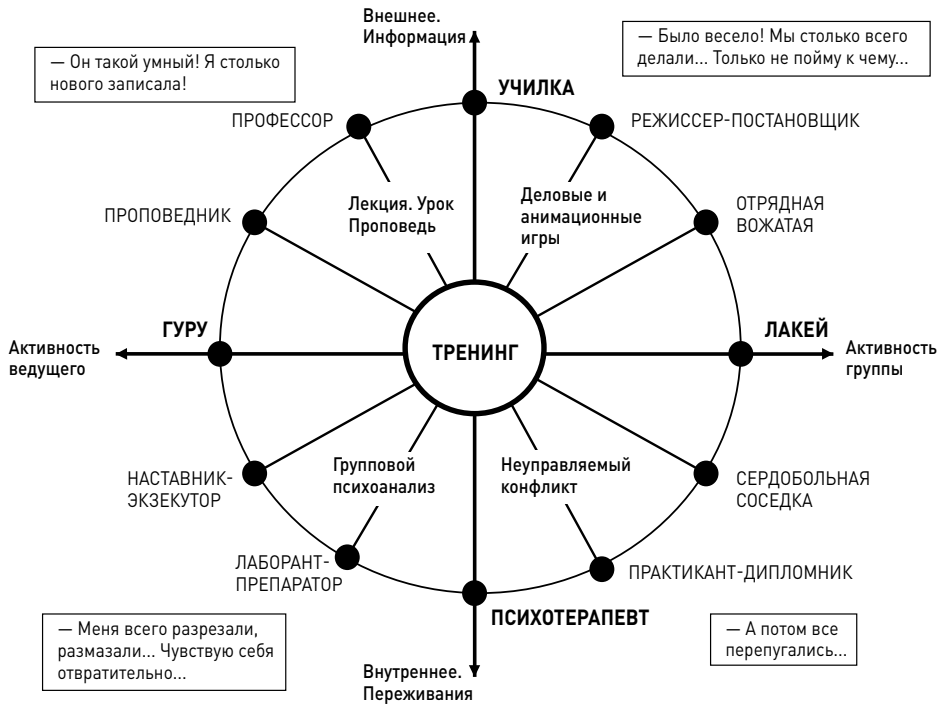 Внешнее.
Информация
— Он такой умный! Я столько
нового записала!
— Было весело! Мы столько всего
делали... Только не пойму к чему...
УЧИЛКА
ПРОФЕССОР
РЕЖИССЕР-ПОСТАНОВЩИК
Лекция. Урок
Проповедь
Деловые и
анимационные
игры
ПРОПОВЕДНИК
ОТРЯДНАЯ
ВОЖАТАЯ
ГУРУ
ЛАКЕЙ
Активность
ведущего
ТРЕНИНГ
Активность
группы
НАСТАВНИК-
ЭКЗЕКУТОР
Групповой
психоанализ
Неуправляемый
конфликт
СЕРДОБОЛЬНАЯ
СОСЕДКА
ЛАБОРАНТ-
ПРЕПАРАТОР
ПРАКТИКАНТ-ДИПЛОМНИК
ПСИХОТЕРАПЕВТ
— Меня всего разрезали,
размазали... Чувствую себя
отвратительно...
— А потом все
перепугались...
Внутреннее.
Переживания